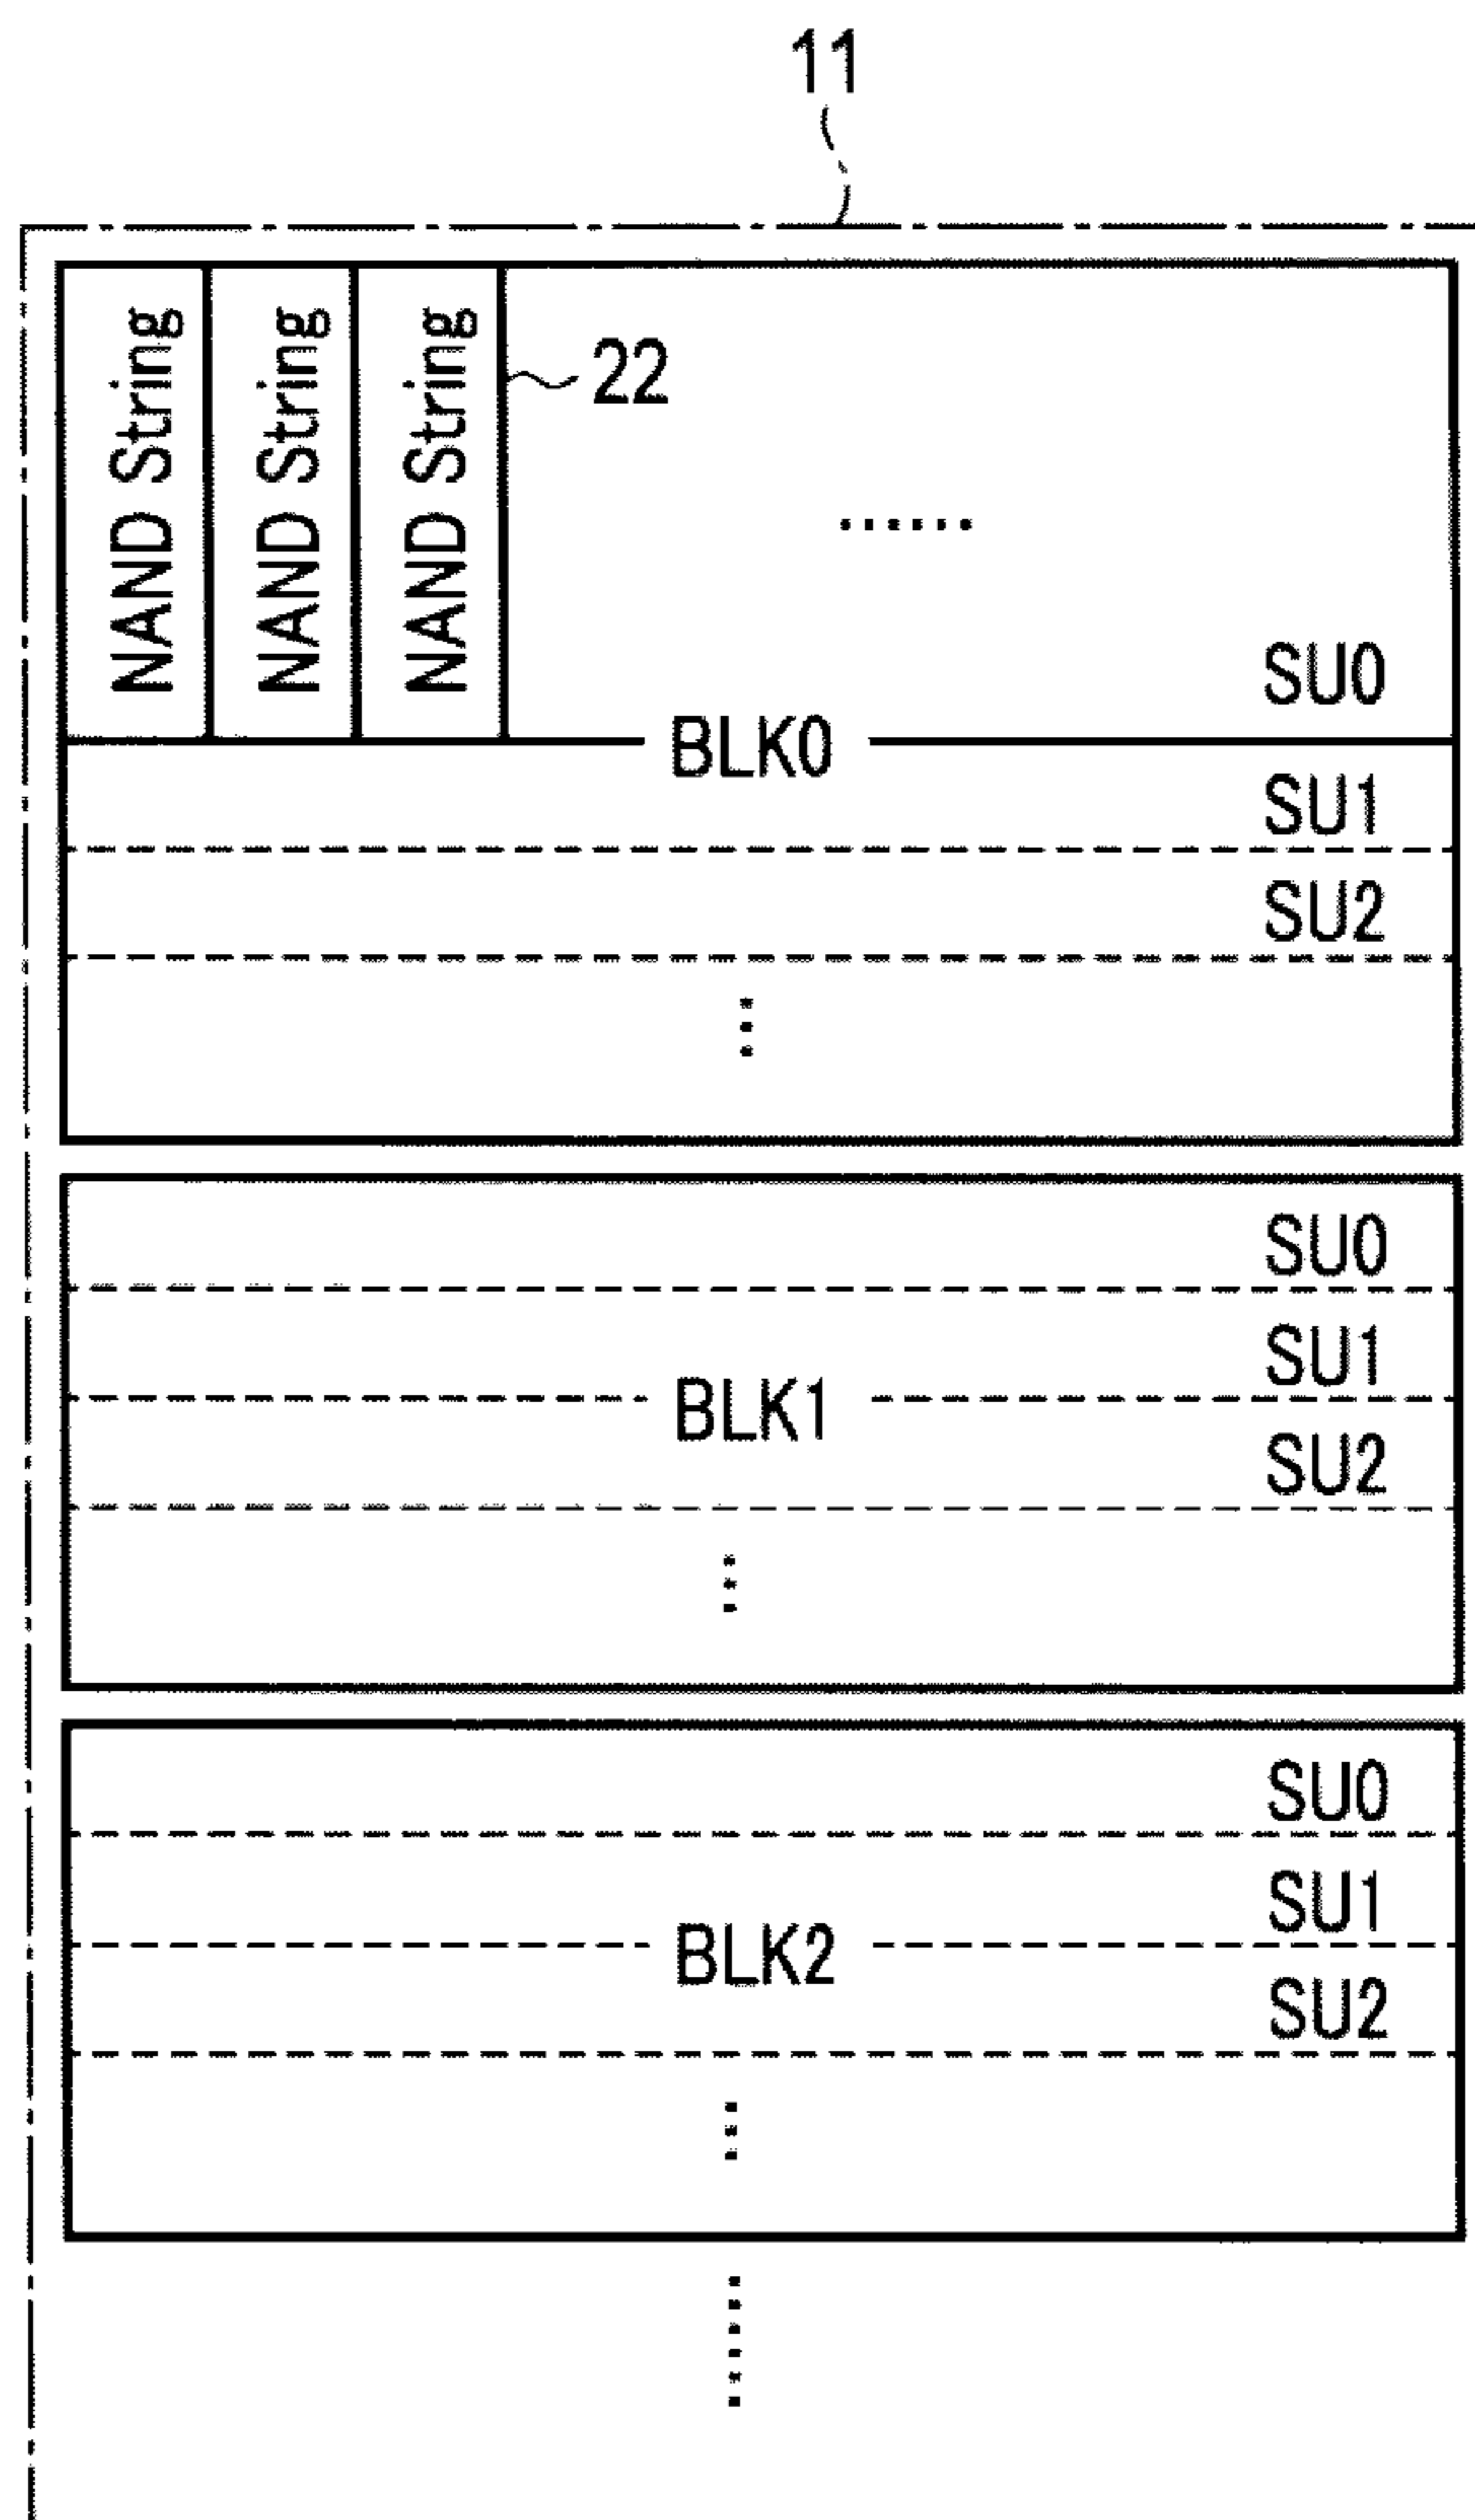 11
NAND String
NAND String
NAND String
22
SU0
BLK0
SU1
SU2
SU0
SU1
BLK1
SU2
SU0
SU1
BLK2
SU2